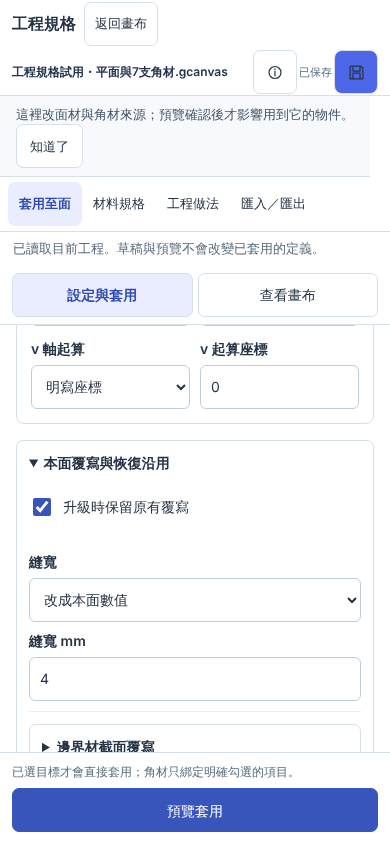 工程規格
返回畫布
工程規格試用・平面與7支角材.gcanvas
已保存
這裡改面材與角材來源；預覽確認後才影響用到它的物件。
知道了
套用至面
材料規格
工程做法
匯入／匯出
已讀取目前工程。草稿與預覽不會改變已套用的定義。
設定與套用
查看畫布
v 軸起算
v 起算座標
明寫座標
0
▼ 本面覆寫與恢復沿用
升級時保留原有覆寫
縫寬
改成本面數值
縫寬 mm
4
▶ 邊界材截面覆寫
已選目標才會直接套用；角材只綁定明確勾選的項目。
預覽套用